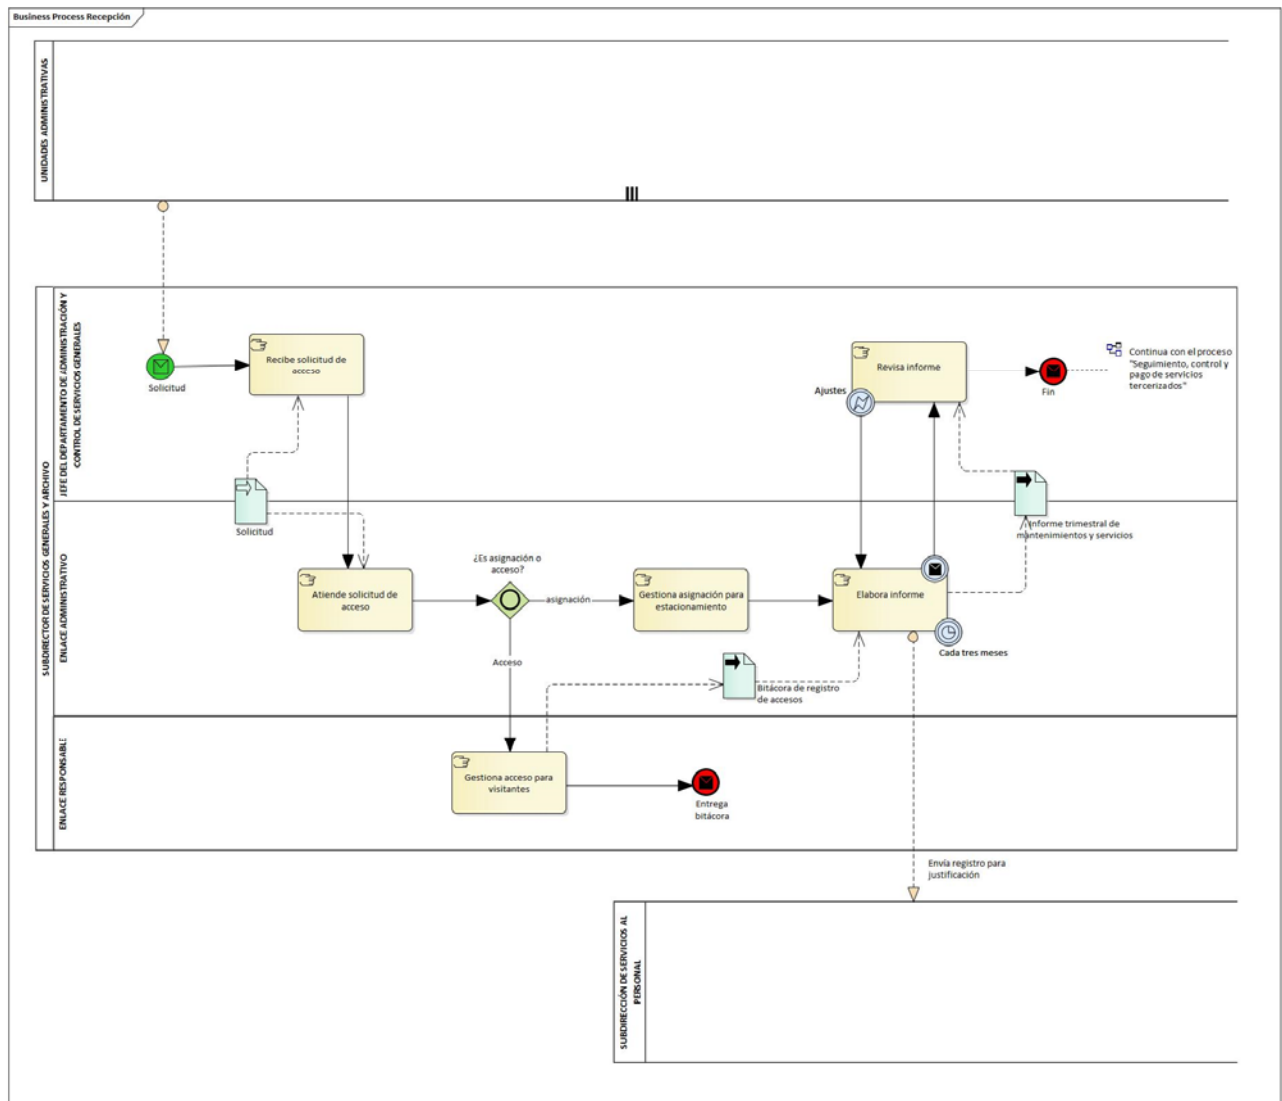 Business Process Recepción
UNIDADES ADMINISTRATIVAS
SUBDIRECTOR DE SERVICIOS GENERALES Y ARCHIVO
JEFE DEL DEPARTAMENTO DE ADMINISTRACIÓN Y
CONTROL DE SERVICIOS GENERALES
Solicitud
Recibe solicitud de
acceso
Revisa informe
Ajustes
Fin
Continua con el proceso
"Seguimiento, control y
pago de servicios
tercerizados"
Solicitud
Informe trimestral de
mantenimientos y servicios
ENLACE ADMINISTRATIVO
Atiende solicitud de
acceso
¿Es asignación o
acceso?
asignación
Gestiona asignación para
estacionamiento
Elabora informe
Cada tres meses
Acceso
Bitácora de registro
de accesos
ENLACE RESPONSABLE
Gestiona acceso para
visitantes
Entrega
bitácora
Envía registro para
justificación
SUBDIRECCIÓN DE SERVICIOS AL
PERSONAL